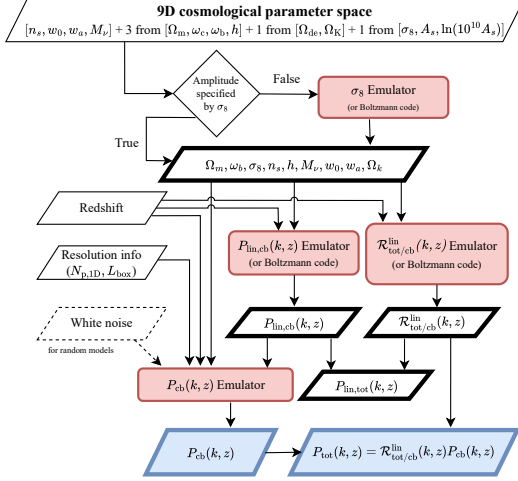 9D cosmological parameter space
[n_s, w_0, w_a, M_ν] + 3 from [Ω_m, ω_c, ω_b, h] + 1 from [Ω_de, Ω_K] + 1 from [σ_8, A_s, ln(10^10 A_s)]
Amplitude
specified
by σ_8
False
σ_8 Emulator
(or Boltzmann code)
True
Ω_m, ω_b, σ_8, n_s, h, M_ν, w_0, w_a, Ω_k
Redshift
P_lin,cb(k, z) Emulator
(or Boltzmann code)
R^lin_tot/cb(k, z) Emulator
(or Boltzmann code)
Resolution info
(N_p,1D, L_box)
P_lin,cb(k, z)
R^lin_tot/cb(k, z)
White noise
for random models
P_cb(k, z) Emulator
P_lin,tot(k, z)
P_cb(k, z)
P_tot(k, z) = R^lin_tot/cb(k, z)P_cb(k, z)